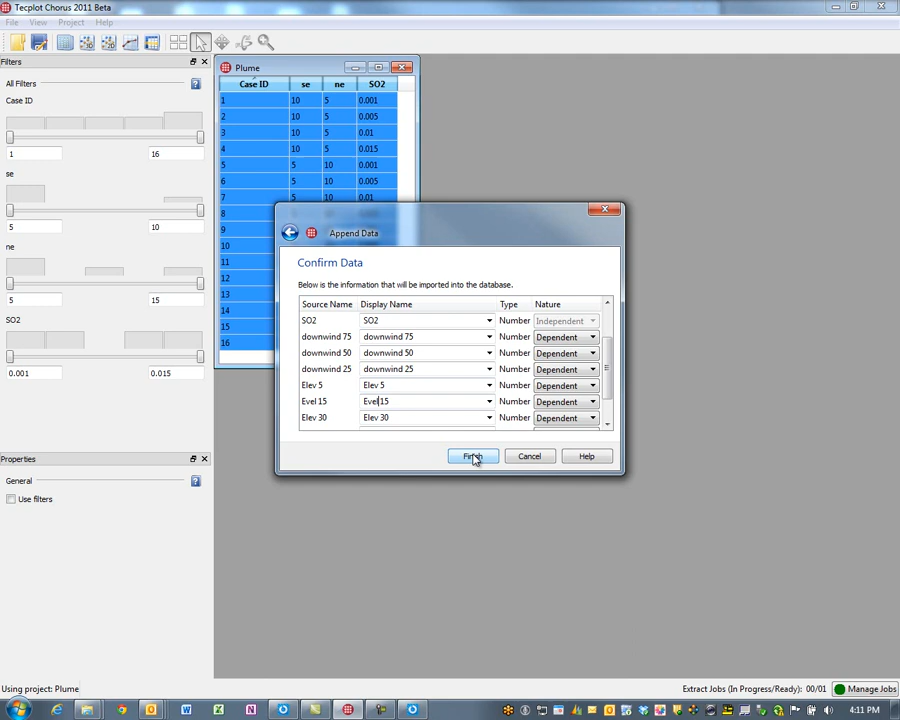 Tecplot Chorus 2011 Beta
File View Project Help
Filters
All Filters
Case ID
1 16
se
5 10
ne
5 15
SO2
0.001 0.015
Properties
General
Use filters
Plume
Case ID se ne SO2
1 10 5 0.001
2 10 5 0.005
3 10 5 0.01
4 10 5 0.015
5 5 10 0.001
6 5 10 0.005
7 5 10 0.01
8
9
10
11
12
13
14
15
16
Append Data
Confirm Data
Below is the information that will be imported into the database.
Source Name Display Name Type Nature
SO2 SO2 Number Independent
downwind 75 downwind 75 Number Dependent
downwind 50 downwind 50 Number Dependent
downwind 25 downwind 25 Number Dependent
Elev 5 Elev 5 Number Dependent
Evel 15 Evel 15 Number Dependent
Elev 30 Elev 30 Number Dependent
Finish Cancel Help
Using project: Plume
Extract Jobs (In Progress/Ready): 00/01 Manage Jobs
4:11 PM